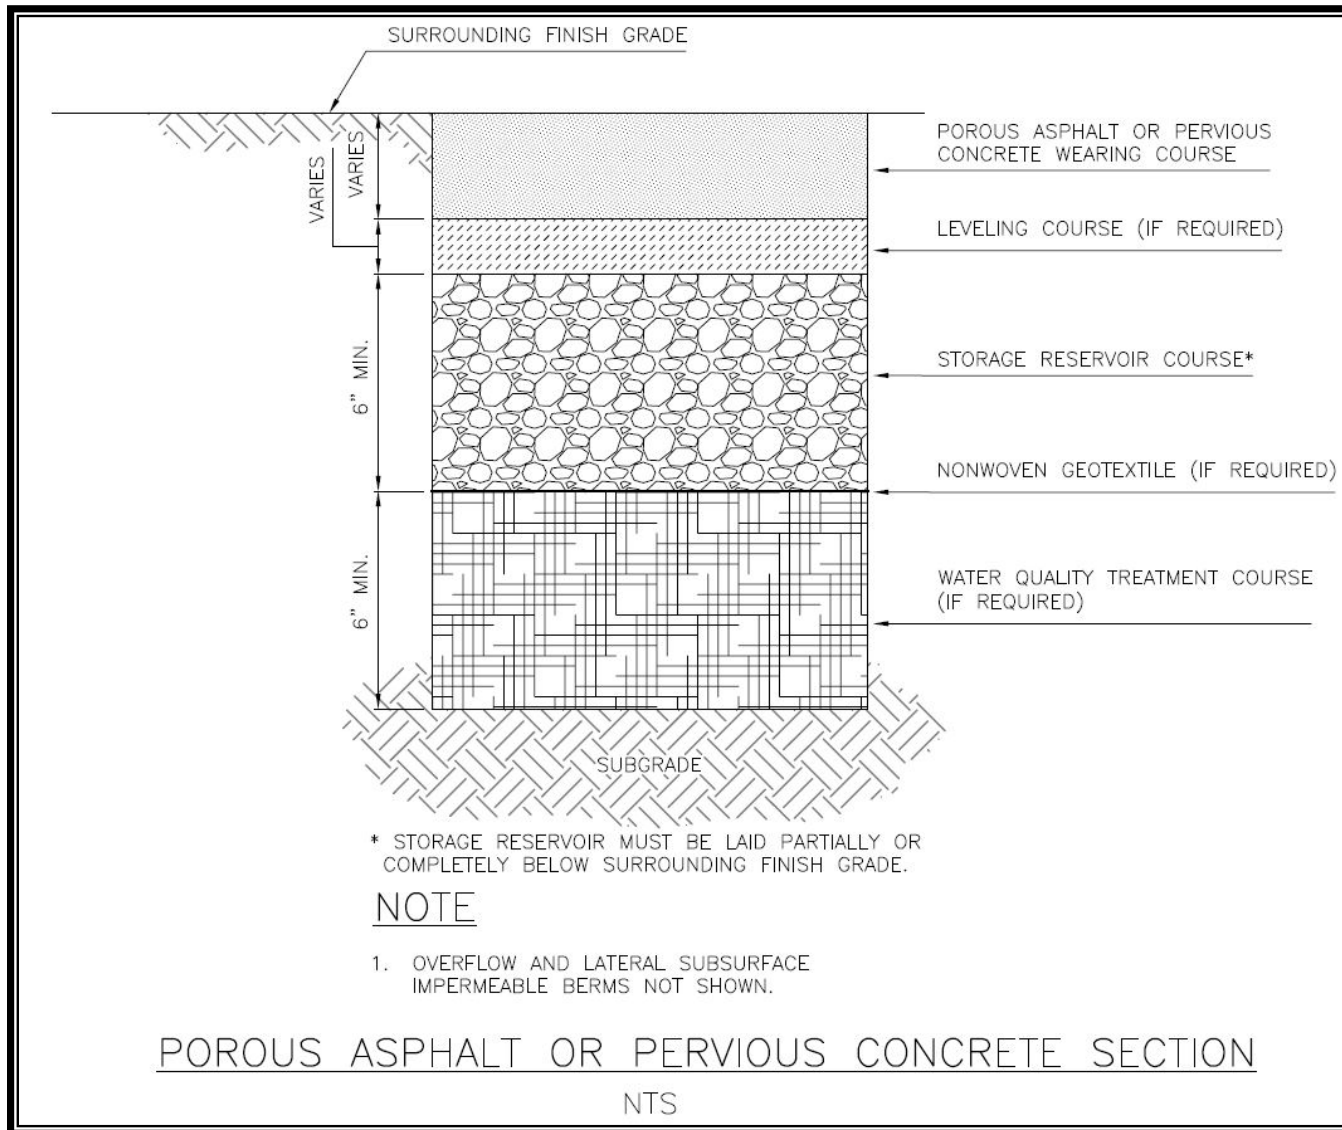 SURROUNDING FINISH GRADE
VARIES
VARIES
POROUS ASPHALT OR PERVIOUS
CONCRETE WEARING COURSE
LEVELING COURSE (IF REQUIRED)
6" MIN.
STORAGE RESERVOIR COURSE*
NONWOVEN GEOTEXTILE (IF REQUIRED)
6" MIN.
WATER QUALITY TREATMENT COURSE
(IF REQUIRED)
SUBGRADE
* STORAGE RESERVOIR MUST BE LAID PARTIALLY OR
COMPLETELY BELOW SURROUNDING FINISH GRADE.
NOTE
1. OVERFLOW AND LATERAL SUBSURFACE
IMPERMEABLE BERMS NOT SHOWN.
POROUS ASPHALT OR PERVIOUS CONCRETE SECTION
NTS